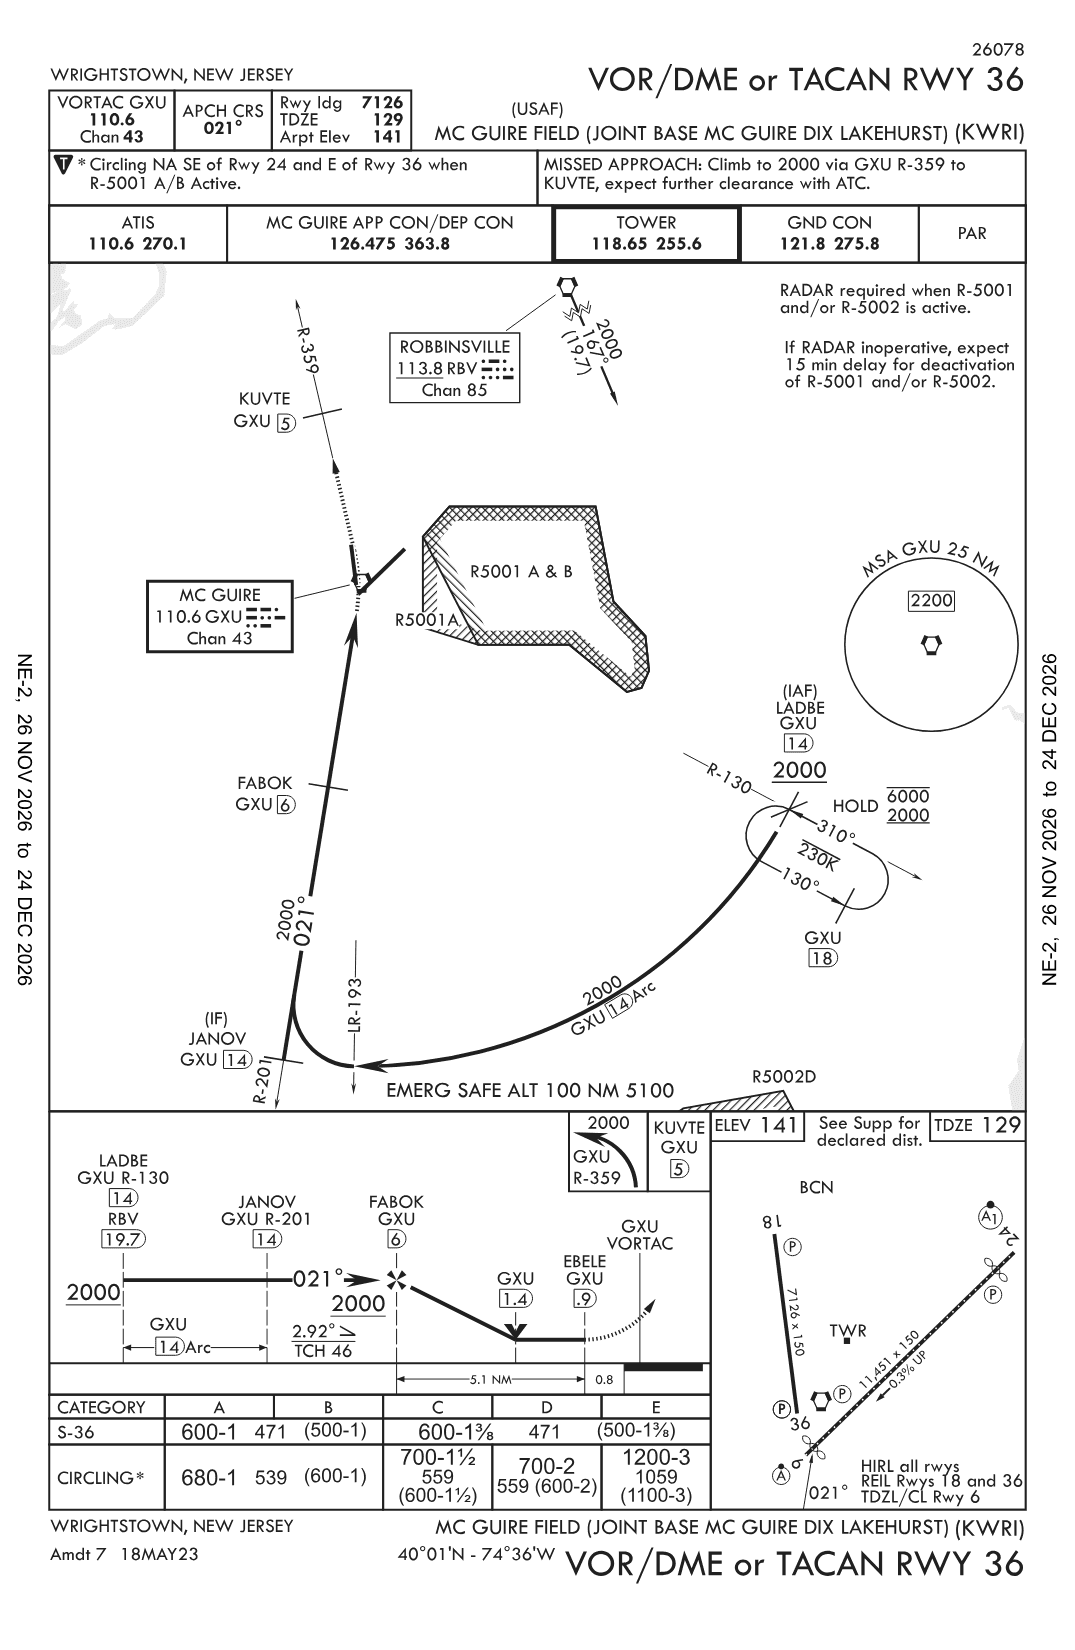 26078
WRIGHTSTOWN, NEW JERSEY
VOR/DME or TACAN RWY 36
(USAF)
MC GUIRE FIELD (JOINT BASE MC GUIRE DIX LAKEHURST) (KWRI)
VORTAC GXU
110.6
Chan 43
APCH CRS
021°
Rwy ldg 7126
TDZE 129
Arpt Elev 141
T * Circling NA SE of Rwy 24 and E of Rwy 36 when
R-5001 A/B Active.
MISSED APPROACH: Climb to 2000 via GXU R-359 to
KUVTE, expect further clearance with ATC.
ATIS
110.6 270.1
MC GUIRE APP CON/DEP CON
126.475 363.8
TOWER
118.65 255.6
GND CON
121.8 275.8
PAR
RADAR required when R-5001
and/or R-5002 is active.
If RADAR inoperative, expect
15 min delay for deactivation
of R-5001 and/or R-5002.
2000
167°
(19.7)
ROBBINSVILLE
113.8 RBV
Chan 85
R-359
KUVTE
GXU 5
R5001 A & B
R5001A
MC GUIRE
110.6 GXU
Chan 43
MSA GXU 25 NM
2200
(IAF)
LADBE
GXU
14
2000
R-130
HOLD 6000
2000
310°
230K
130°
GXU
18
FABOK
GXU 6
2000
021°
2000
GXU 14 Arc
LR-193
(IF)
JANOV
GXU 14
R-201
EMERG SAFE ALT 100 NM 5100
R5002D
NE-2, 26 NOV 2026 to 24 DEC 2026
NE-2, 26 NOV 2026 to 24 DEC 2026
2000
GXU
R-359
KUVTE
GXU
5
LADBE
GXU R-130
14
RBV
19.7
JANOV
GXU R-201
14
FABOK
GXU
6
GXU
VORTAC
EBELE
GXU
.9
GXU
1.4
2000
021°
2000
GXU
14 Arc
2.92°
TCH 46
5.1 NM
0.8
ELEV 141
See Supp for
declared dist.
TDZE 129
BCN
18
P
A1
24
P
7126 x 150
TWR
11,451 x 150
0.3% UP
P
P
36
6
A
021°
HIRL all rwys
REIL Rwys 18 and 36
TDZL/CL Rwy 6
CATEGORY A B C D E
S-36 600-1 471 (500-1) 600-1⅜ 471 (500-1⅜)
CIRCLING* 680-1 539 (600-1)
700-1½
559
(600-1½)
700-2
559 (600-2)
1200-3
1059
(1100-3)
WRIGHTSTOWN, NEW JERSEY
MC GUIRE FIELD (JOINT BASE MC GUIRE DIX LAKEHURST) (KWRI)
Amdt 7 18MAY23
40°01'N - 74°36'W
VOR/DME or TACAN RWY 36